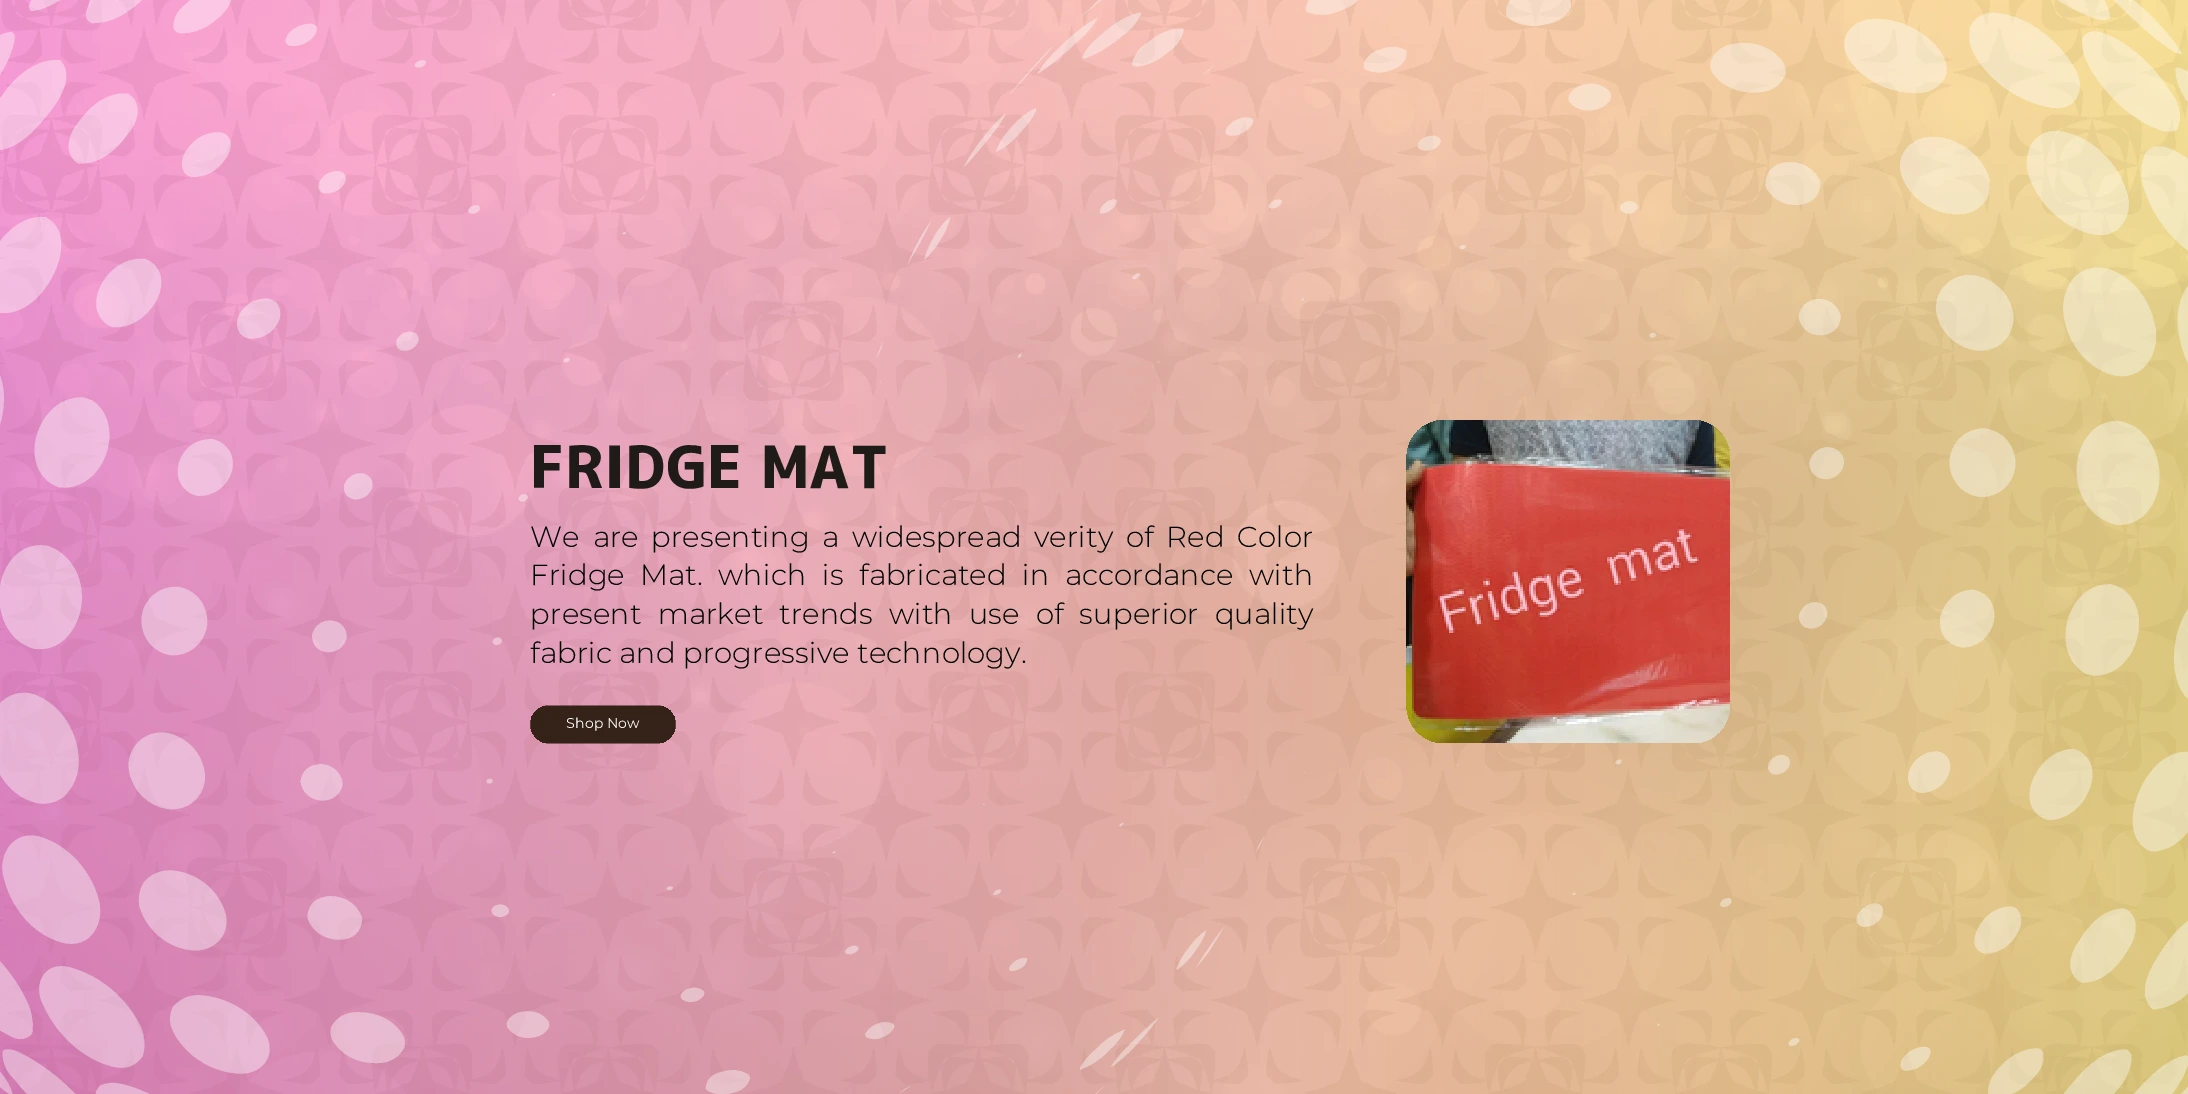 FRIDGE MAT
We are presenting a widespread verity of Red Color
Fridge Mat. which is fabricated in accordance with
present market trends with use of superior quality
fabric and progressive technology.
Shop Now
Fridge mat